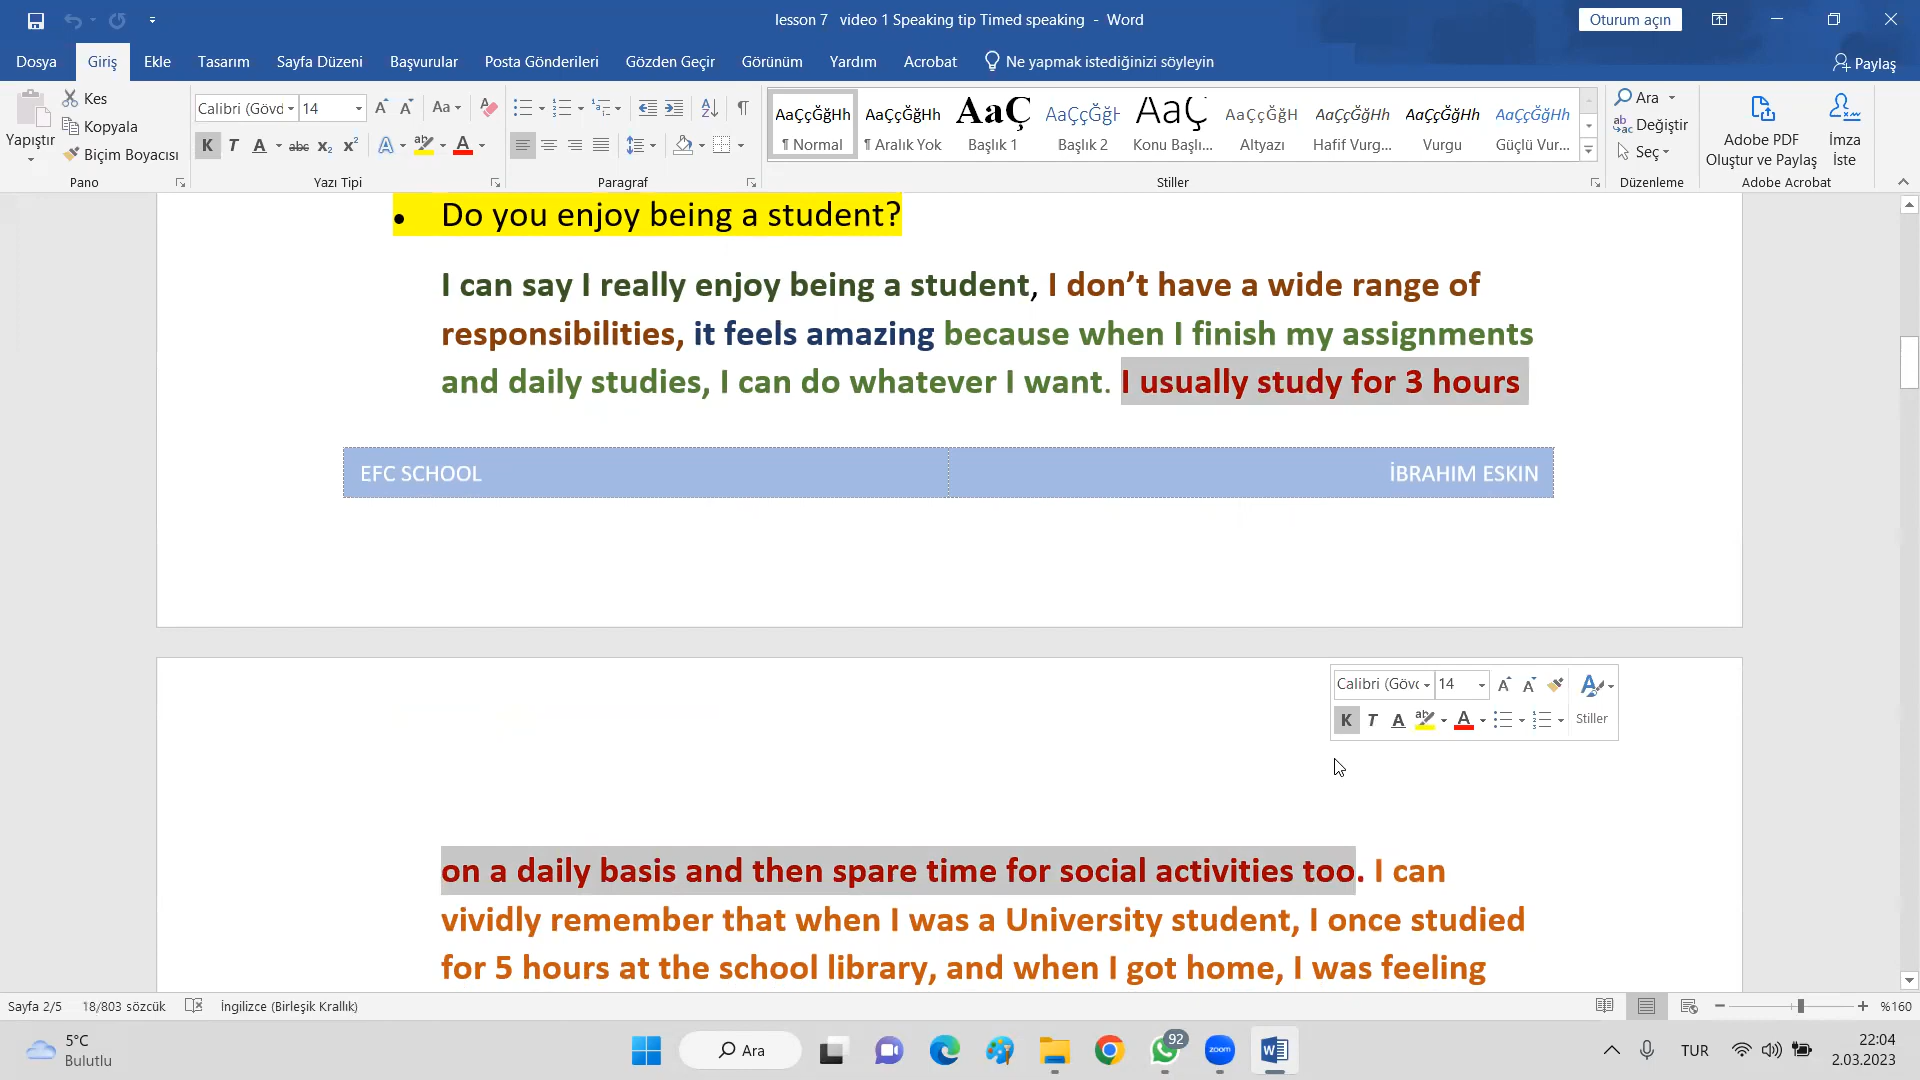 lesson 7   video 1 Speaking tip Timed speaking  -  Word
Oturum açın
Dosya
Giriş
Ekle
Tasarım
Sayfa Düzeni
Başvurular
Posta Gönderileri
Gözden Geçir
Görünüm
Yardım
Acrobat
Ne yapmak istediğinizi söyleyin
Paylaş
Yapıştır
Kes
Kopyala
Biçim Boyacısı
Pano
Calibri (Gövd
14
Aa
K T A abc x₂ x²
Yazı Tipi
Paragraf
AaÇçĞğHh
¶ Normal
AaÇçĞğHh
¶ Aralık Yok
AaÇ
Başlık 1
AaÇçĞğH
Başlık 2
AaÇ
Konu Başlı...
AaÇçĞğH
Altyazı
AaÇçĞğHh
Hafif Vurg...
AaÇçĞğHh
Vurgu
AaÇçĞğHh
Güçlü Vur...
Stiller
Ara
Değiştir
Seç
Düzenleme
Adobe PDF
Oluştur ve Paylaş
İmza
İste
Adobe Acrobat
• Do you enjoy being a student?
I can say I really enjoy being a student, I don’t have a wide range of
responsibilities, it feels amazing because when I finish my assignments
and daily studies, I can do whatever I want. I usually study for 3 hours
EFC SCHOOL
İBRAHIM ESKIN
Calibri (Göv
14
K T A
Stiller
on a daily basis and then spare time for social activities too. I can
vividly remember that when I was a University student, I once studied
for 5 hours at the school library, and when I got home, I was feeling
Sayfa 2/5
18/803 sözcük
İngilizce (Birleşik Krallık)
%160
5°C
Bulutlu
Ara
92
zoom
TUR
22:04
2.03.2023